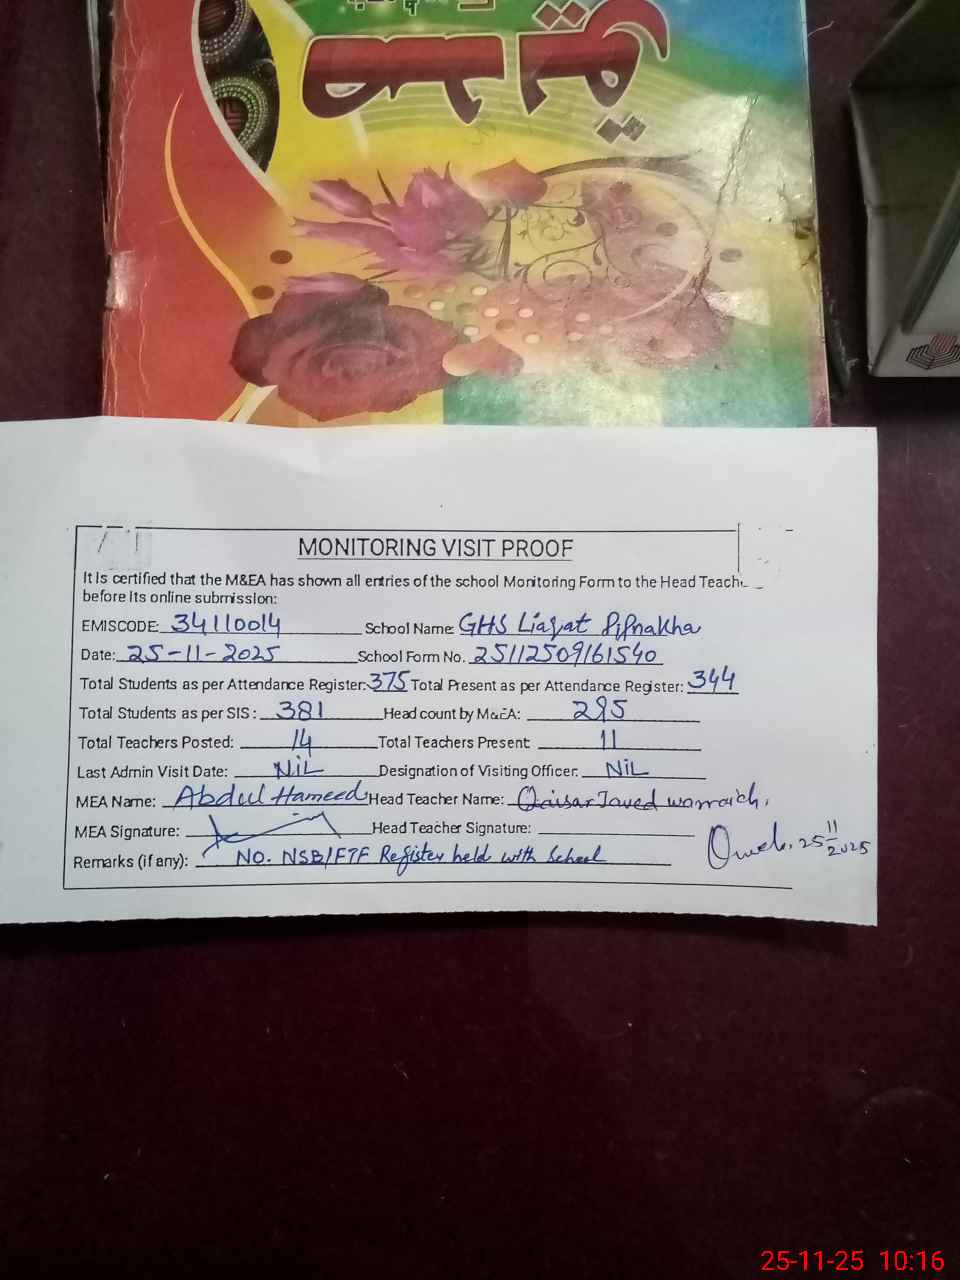 MONITORING VISIT PROOF
It is certified that the M&EA has shown all entries of the school Monitoring Form to the Head Teach
before its online submission:
EMISCODE: 34110014 School Name: GHS Liaqat Pipnakha
Date: 25-11-2025 School Form No. 25112509161540
Total Students as per Attendance Register: 375 Total Present as per Attendance Register: 344
Total Students as per SIS: 381 Head count by M&EA: 295
Total Teachers Posted: 14 Total Teachers Present: 11
Last Admin Visit Date: NiL Designation of Visiting Officer: NiL
MEA Name: Abdul Hameed Head Teacher Name: Qaisar Javed warraich.
MEA Signature: Head Teacher Signature:
25 11 2025
Remarks (if any): NO. NSB/FTF Register held with School
25-11-25 10:16